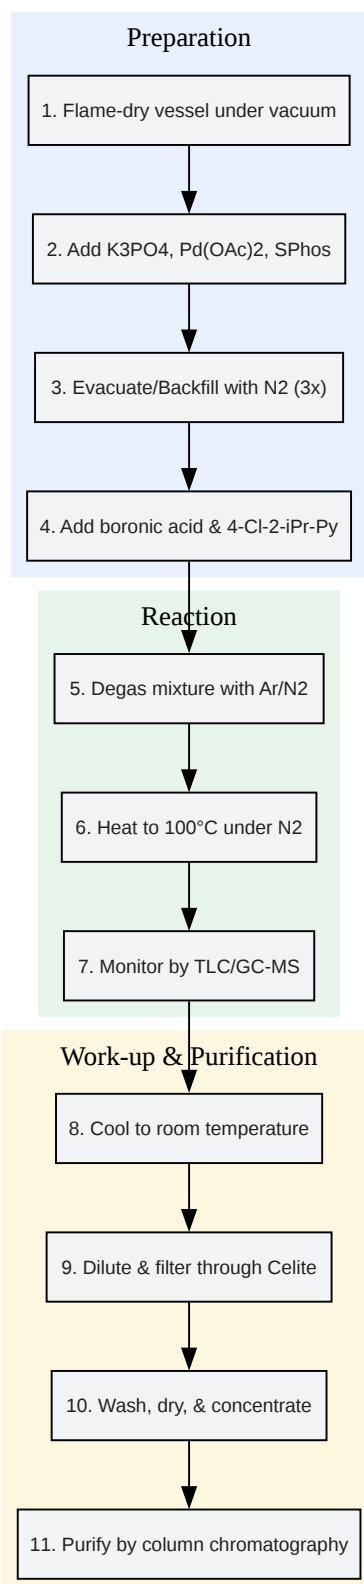 Preparation
1. Flame-dry vessel under vacuum
2. Add K3PO4, Pd(OAc)2, SPhos
3. Evacuate/Backfill with N2 (3x)
4. Add boronic acid & 4-Cl-2-iPr-Py
Reaction
5. Degas mixture with Ar/N2
6. Heat to 100°C under N2
7. Monitor by TLC/GC-MS
Work-up & Purification
8. Cool to room temperature
9. Dilute & filter through Celite
10. Wash, dry, & concentrate
11. Purify by column chromatography